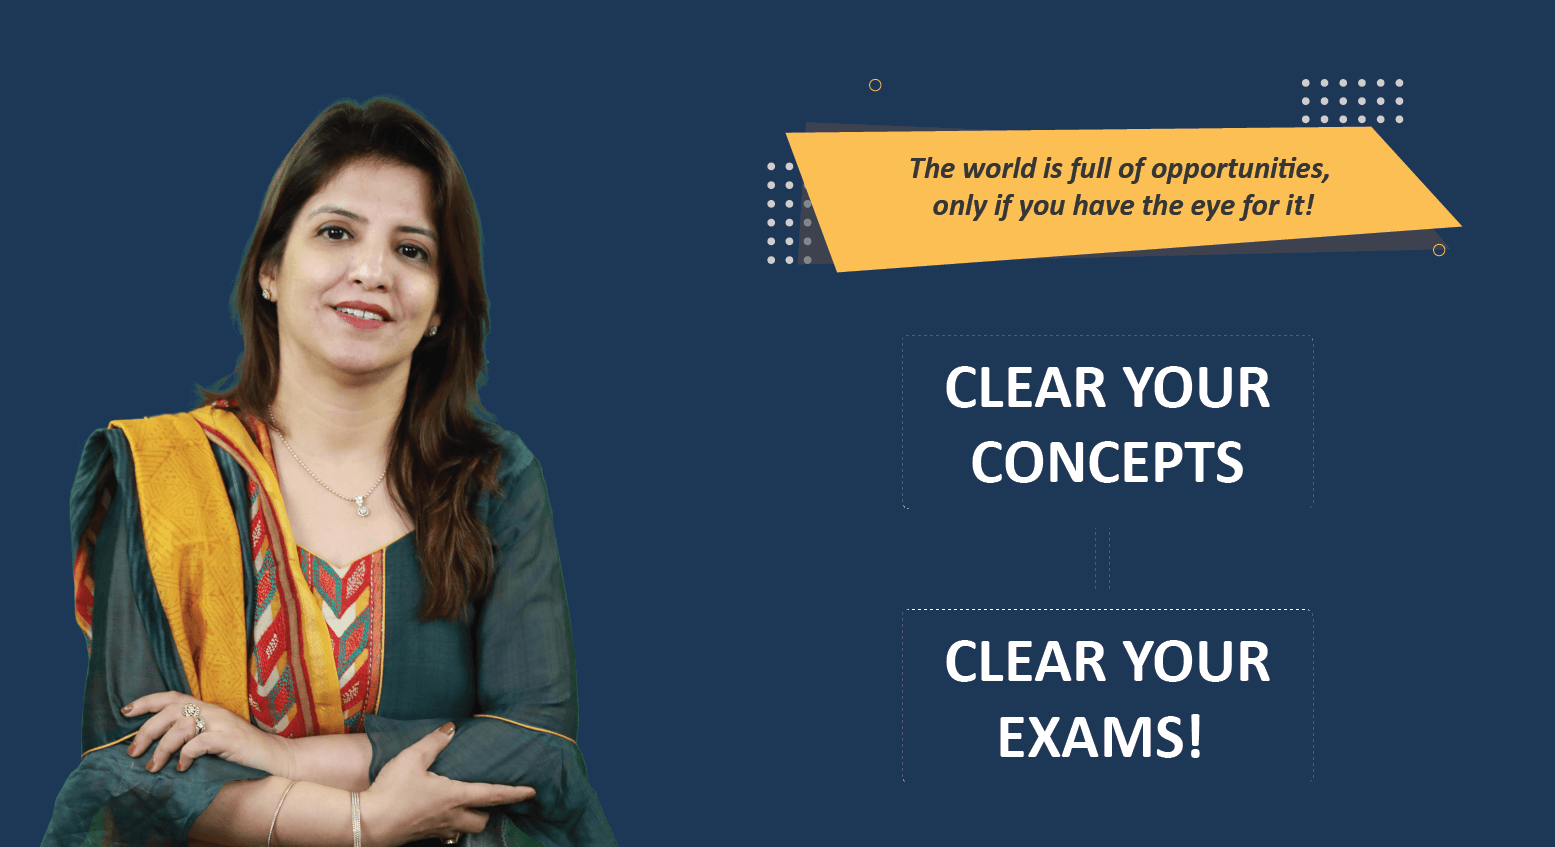 The world is full of opportunities,
only if you have the eye for it!
CLEAR YOUR
CONCEPTS
CLEAR YOUR
EXAMS!